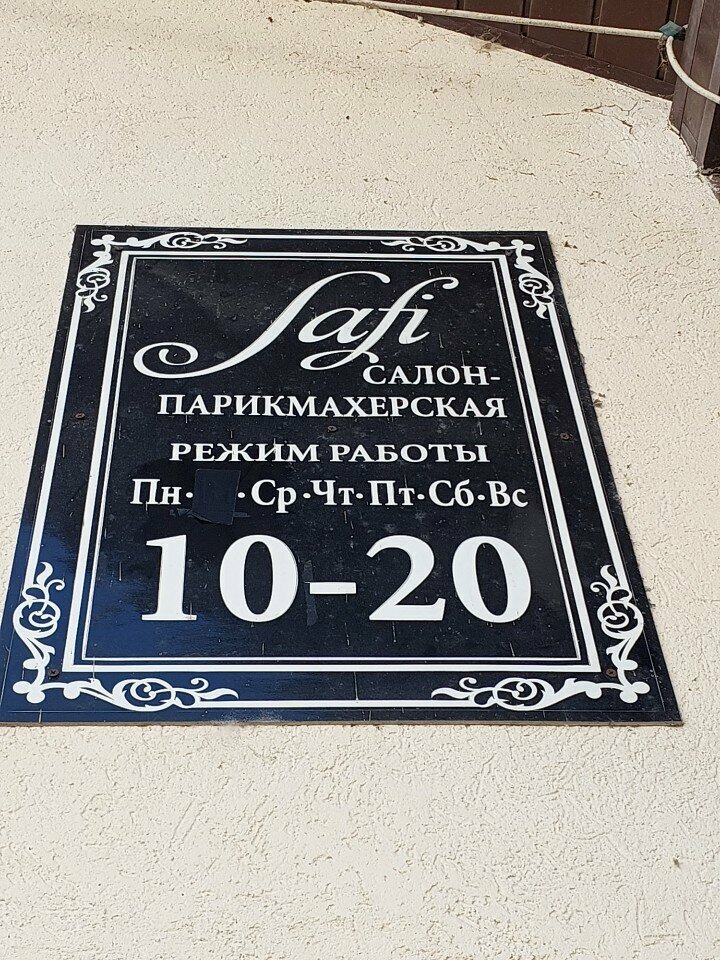 Safi
САЛОН-
ПАРИКМАХЕРСКАЯ
РЕЖИМ РАБОТЫ
Пн· ·Ср·Чт·Пт·Сб·Вс
10-20